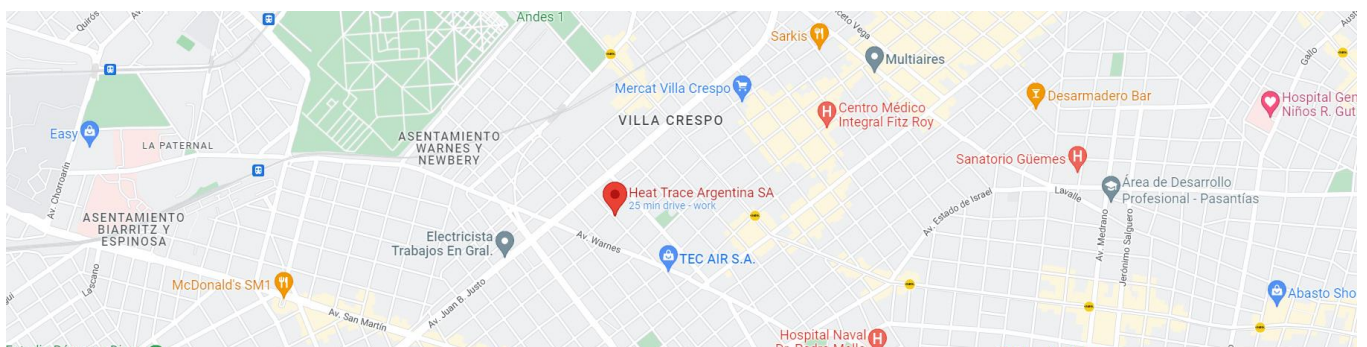 Andes 1
Quirós
Sarkis
Multiaires
Gallo
Mercat Villa Crespo
Desarmadero Bar
Centro Médico
Integral Fitz Roy
Hospital Gen
Niños R. Gut
VILLA CRESPO
Easy
LA PATERNAL
ASENTAMIENTO
WARNES Y
NEWBERY
Sanatorio Güemes
Lavalle
Área de Desarrollo
Profesional - Pasantías
Av. Chorroarín
Heat Trace Argentina SA
25 min drive - work
Av. Estado de Israel
Av. Medrano
Jerónimo Salguero
ASENTAMIENTO
BIARRITZ Y
ESPINOSA
Electricista
Trabajos En Gral.
Av. Warnes
TEC AIR S.A.
Lascano
McDonald's SM1
Av. San Martín
Av. Juan B. Justo
Abasto Sho
Hospital Naval